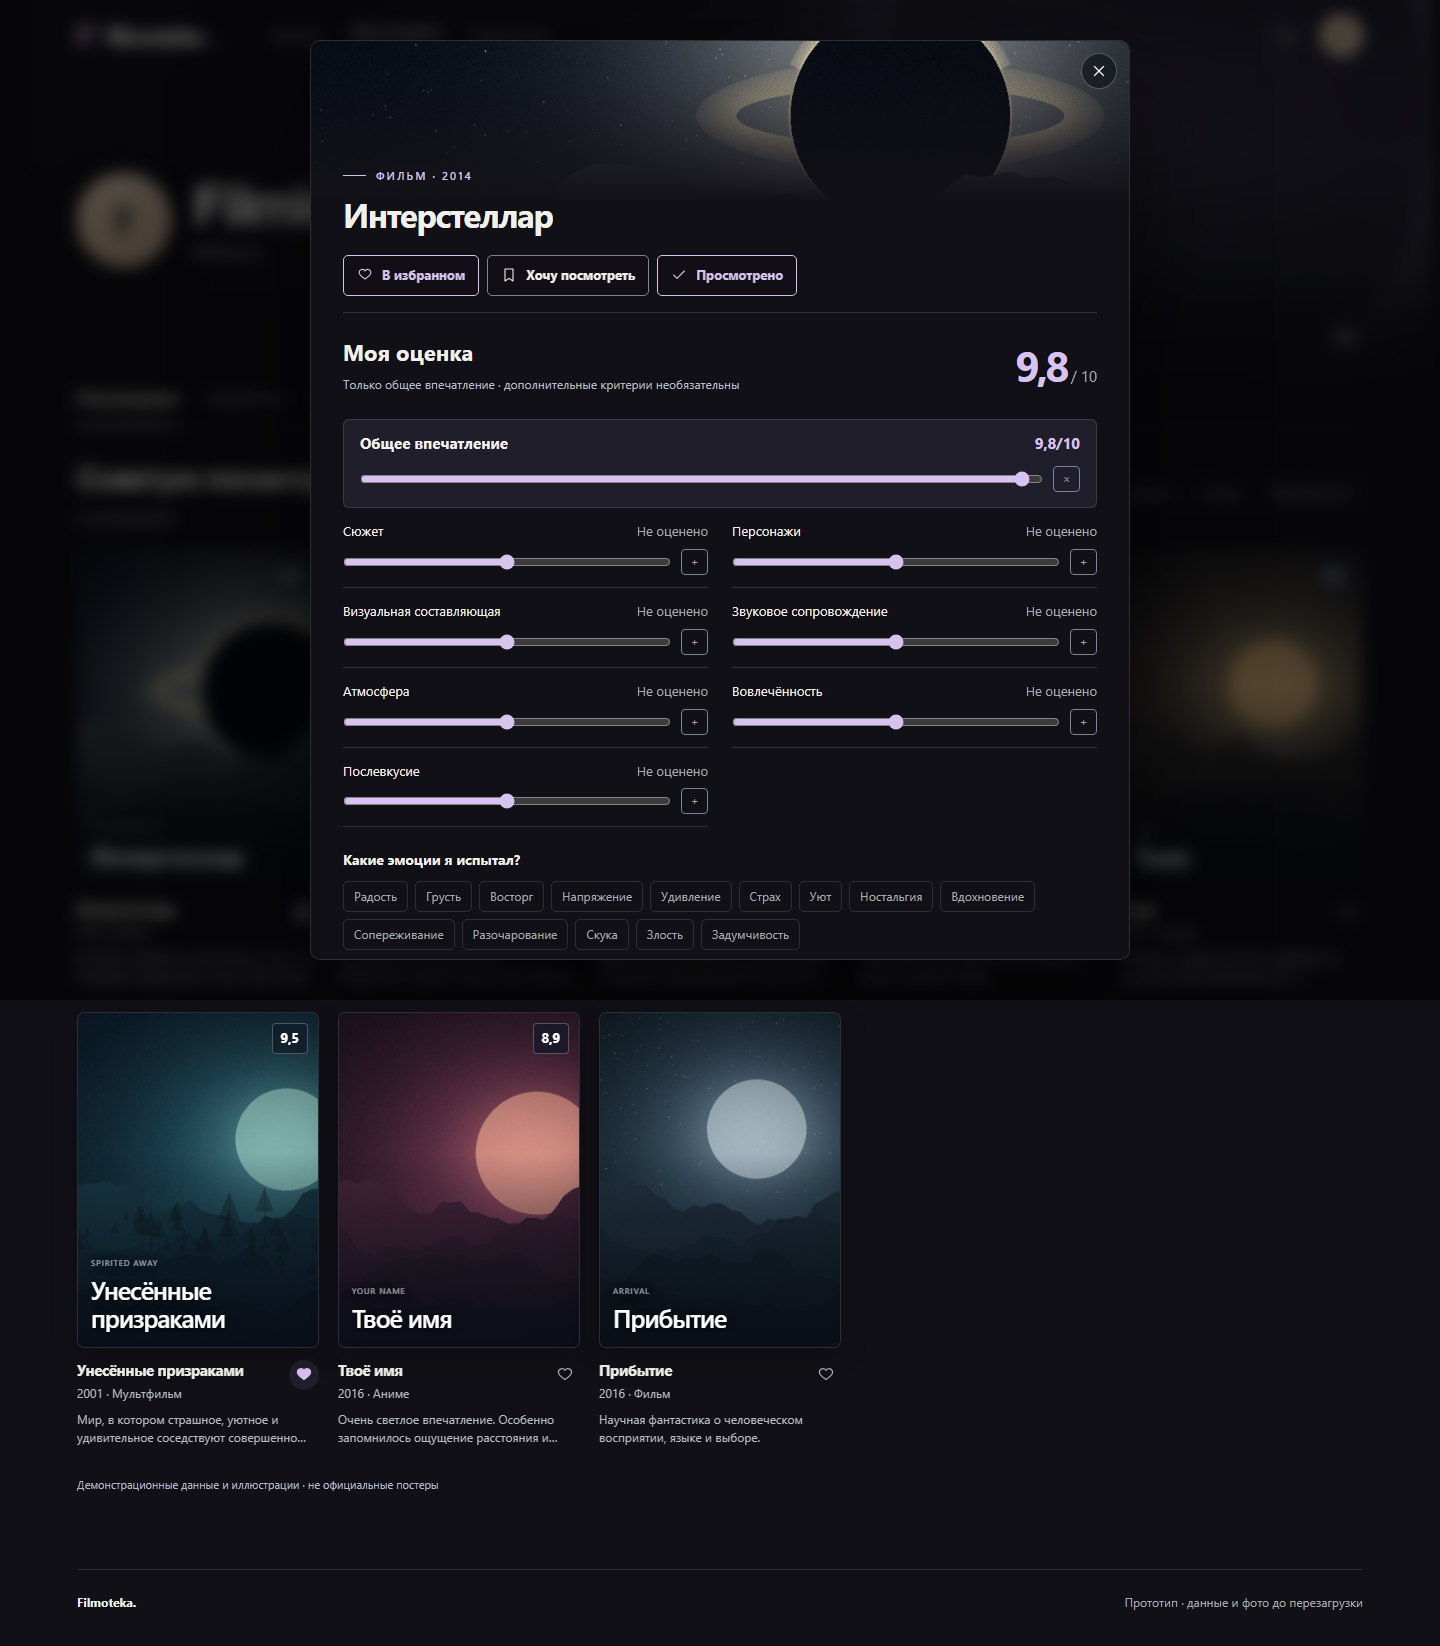 ФИЛЬМ · 2014
Интерстеллар
В избранном
Хочу посмотреть
Просмотрено
Моя оценка
Только общее впечатление · дополнительные критерии необязательны
9,8 / 10
Общее впечатление
9,8/10
×
Сюжет
Не оценено
+
Персонажи
Не оценено
+
Визуальная составляющая
Не оценено
+
Звуковое сопровождение
Не оценено
+
Атмосфера
Не оценено
+
Вовлечённость
Не оценено
+
Послевкусие
Не оценено
+
Какие эмоции я испытал?
Радость
Грусть
Восторг
Напряжение
Удивление
Страх
Уют
Ностальгия
Вдохновение
Сопереживание
Разочарование
Скука
Злость
Задумчивость
9,5
SPIRITED AWAY
Унесённые
призраками
Унесённые призраками
2001 · Мультфильм
Мир, в котором страшное, уютное и
удивительное соседствуют совершенно...
8,9
YOUR NAME
Твоё имя
Твоё имя
2016 · Аниме
Очень светлое впечатление. Особенно
запомнилось ощущение расстояния и...
ARRIVAL
Прибытие
Прибытие
2016 · Фильм
Научная фантастика о человеческом
восприятии, языке и выборе.
Демонстрационные данные и иллюстрации · не официальные постеры
Filmoteka.
Прототип · данные и фото до перезагрузки